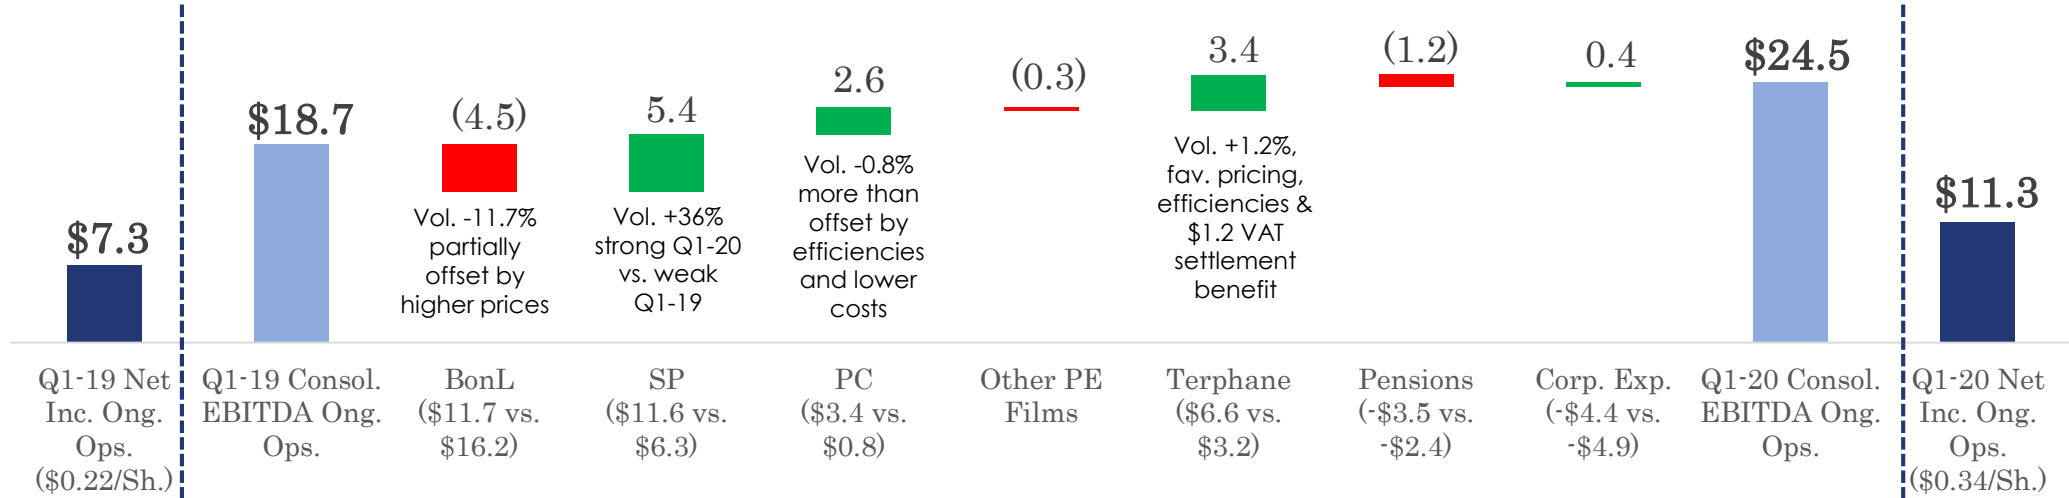 $7.3
$18.7
(4.5)
Vol. -11.7%
partially
offset by
higher prices
5.4
Vol. +36%
strong Q1-20
vs. weak
Q1-19
2.6
Vol. -0.8%
more than
offset by
efficiencies
and lower
costs
(0.3)
3.4
Vol. +1.2%,
fav. pricing,
efficiencies &
$1.2 VAT
settlement
benefit
(1.2)
0.4
$24.5
$11.3
Q1-19 Net
Inc. Ong.
Ops.
($0.22/Sh.)
Q1-19 Consol.
EBITDA Ong.
Ops.
BonL
($11.7 vs.
$16.2)
SP
($11.6 vs.
$6.3)
PC
($3.4 vs.
$0.8)
Other PE
Films
Terphane
($6.6 vs.
$3.2)
Pensions
(-$3.5 vs.
-$2.4)
Corp. Exp.
(-$4.4 vs.
-$4.9)
Q1-20 Consol.
EBITDA Ong.
Ops.
Q1-20 Net
Inc. Ong.
Ops.
($0.34/Sh.)